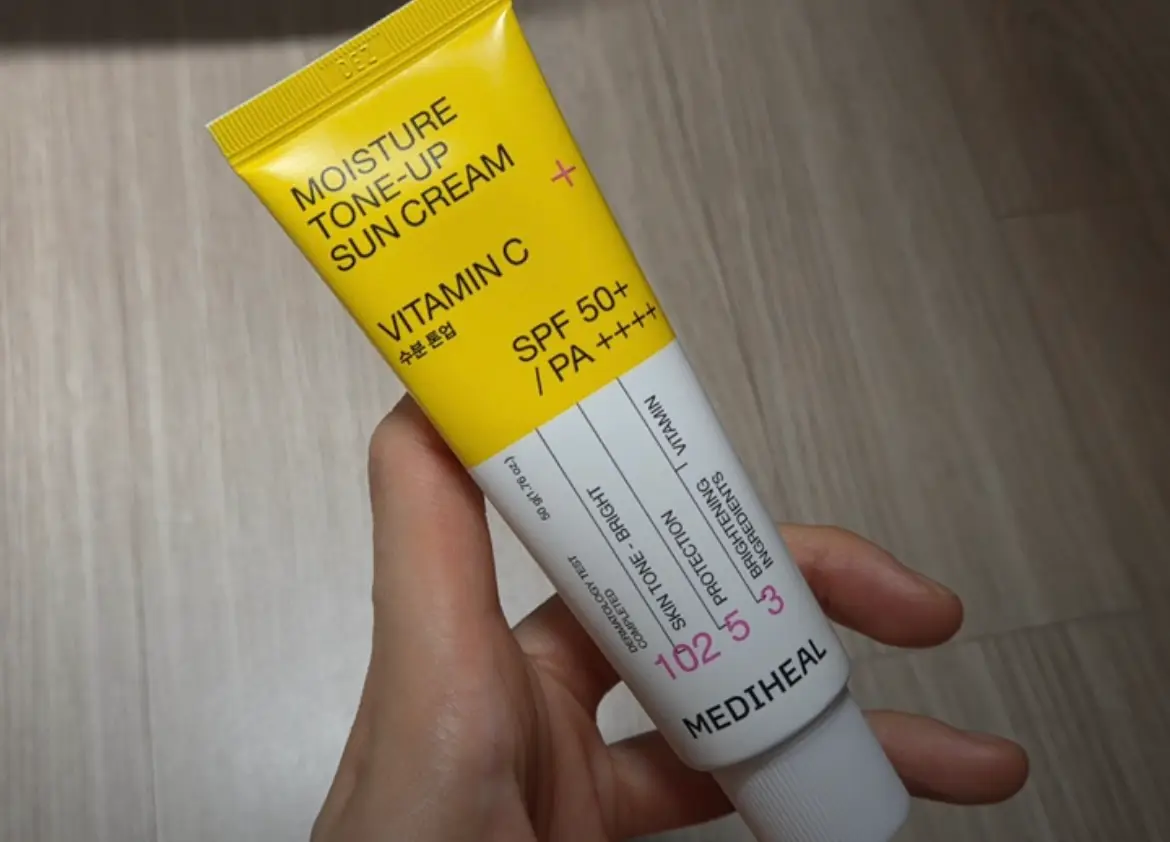 MOISTURE
TONE-UP
SUN CREAM
+
VITAMIN C
수분 톤업
SPF 50+
/ PA ++++
50 g(1.76 oz.)
VITAMIN
BRIGHTENING
INGREDIENTS
PROTECTION
SKIN TONE - BRIGHT
DERMATOLOGY TEST
COMPLETED
102 5 3
MEDIHEAL